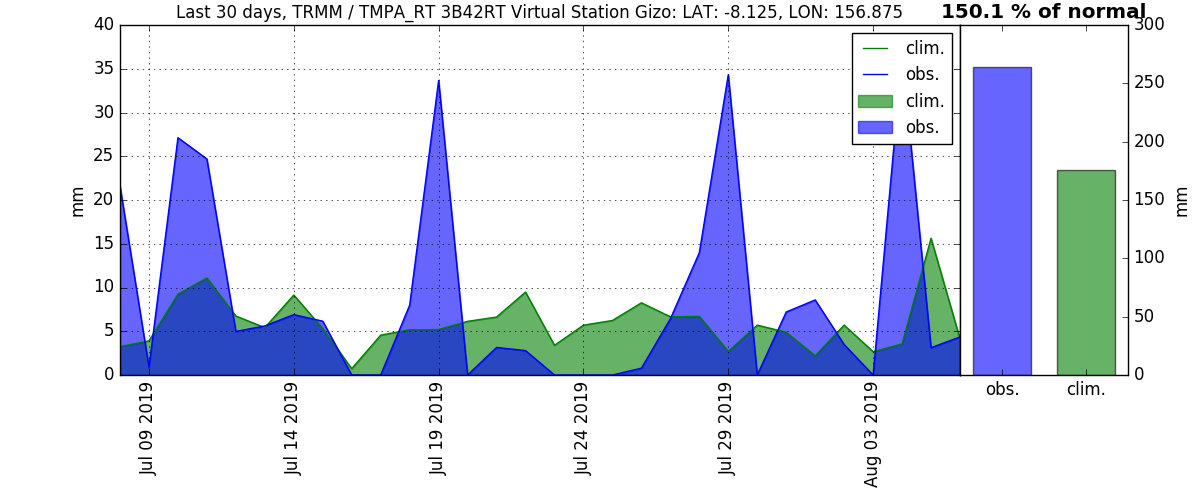 Last 30 days, TRMM / TMPA_RT 3B42RT Virtual Station Gizo: LAT: -8.125, LON: 156.875
150.1 % of normal
40
35
30
25
20
15
10
5
0
mm
clim.
obs.
clim.
obs.
Jul 09 2019
Jul 14 2019
Jul 19 2019
Jul 24 2019
Jul 29 2019
Aug 03 2019
300
250
200
150
100
50
0
mm
obs.
clim.